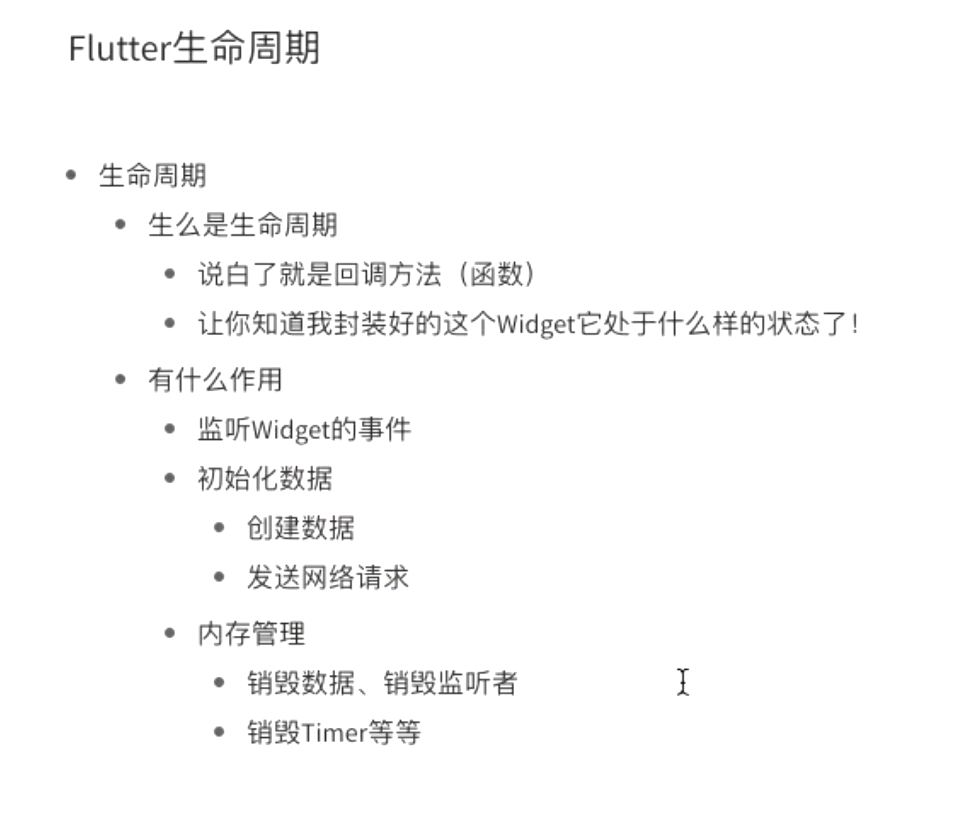 Flutter生命周期
生命周期
生么是生命周期
说白了就是回调方法（函数）
让你知道我封装好的这个Widget它处于什么样的状态了！
有什么作用
监听Widget的事件
初始化数据
创建数据
发送网络请求
内存管理
销毁数据、销毁监听者
销毁Timer等等